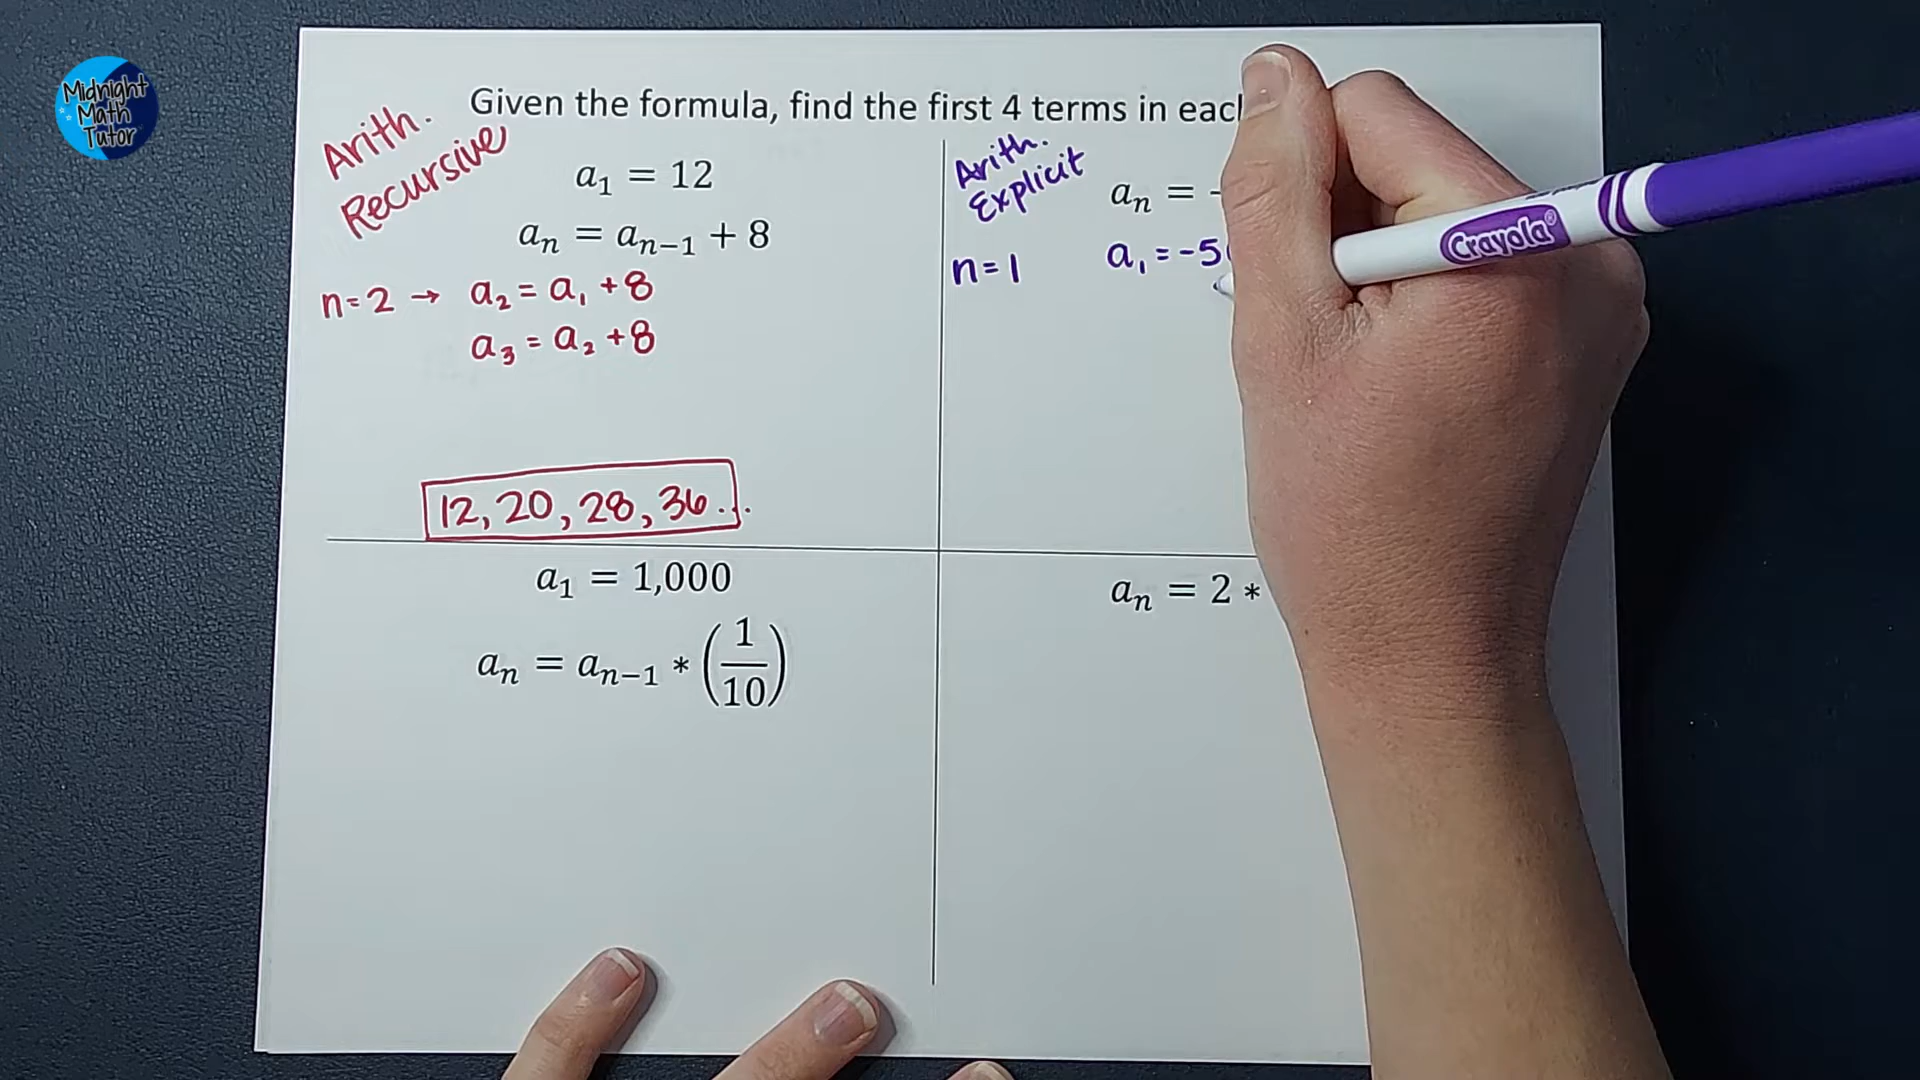 Midnight
Math
Tutor
Given the formula, find the first 4 terms in each
Arith.
Recursive
a₁ = 12
aₙ = aₙ₋₁ + 8
n=2 → a₂ = a₁ + 8
a₃ = a₂ + 8
12, 20, 28, 36...
Arith.
Explicit
aₙ = -
n=1 a₁ = -5
a₁ = 1,000
aₙ = aₙ₋₁ * (1/10)
aₙ = 2 *
Crayola®